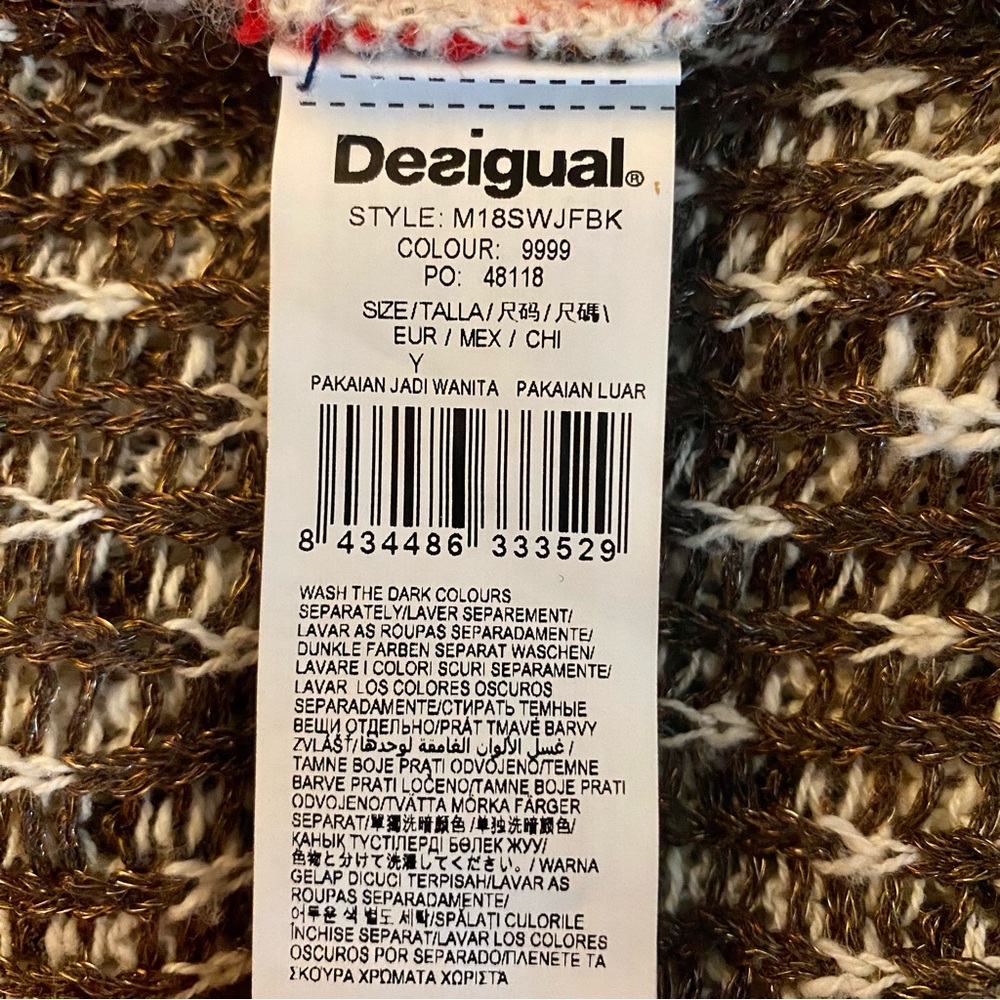 Desigual®
STYLE: M18SWJFBK
COLOUR: 9999
PO: 48118
SIZE/TALLA/尺码/尺碼\
EUR / MEX / CHI
Y
PAKAIAN JADI WANITA PAKAIAN LUAR
8 434486 333529
WASH THE DARK COLOURS
SEPARATELY/LAVER SEPAREMENT/
LAVAR AS ROUPAS SEPARADAMENTE/
DUNKLE FARBEN SEPARAT WASCHEN/
LAVARE I COLORI SCURI SEPARAMENTE/
LAVAR LOS COLORES OSCUROS
SEPARADAMENTE/СТИРАТЬ ТЕМНЫЕ
ВЕЩИ ОТДЕЛЬНО/PRÁT TMAVÉ BARVY
ZVLÁŠŤ/غسل الألوان الغامقة لوحدها/
TAMNE BOJE PRATI ODVOJENO/TEMNE
BARVE PRATI LOČENO/TAMNE BOJE PRATI
ODVOJENO/TVÄTTA MÖRKA FÄRGER
SEPARAT/單獨洗暗顏色/单独洗暗颜色/
ҚАНЫҚ ТҮСТІЛЕРДІ БӨЛЕК ЖУУ/
色物と分けて洗濯してください。/WARNA
GELAP DICUCI TERPISAH/LAVAR AS
ROUPAS SEPARADAMENTE/
어두운 색 별도 세탁/SPĂLAȚI CULORILE
ÎNCHISE SEPARAT/LAVAR LOS COLORES
OSCUROS POR SEPARADO/ΠΛΕΝΕΤΕ ΤΑ
ΣΚΟΥΡΑ ΧΡΩΜΑΤΑ ΧΩΡΙΣΤΑ